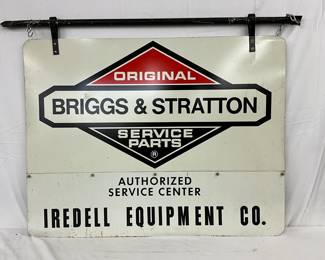 ORIGINAL
BRIGGS & STRATTON
SERVICE
PARTS
®
AUTHORIZED
SERVICE CENTER
IREDELL EQUIPMENT CO.